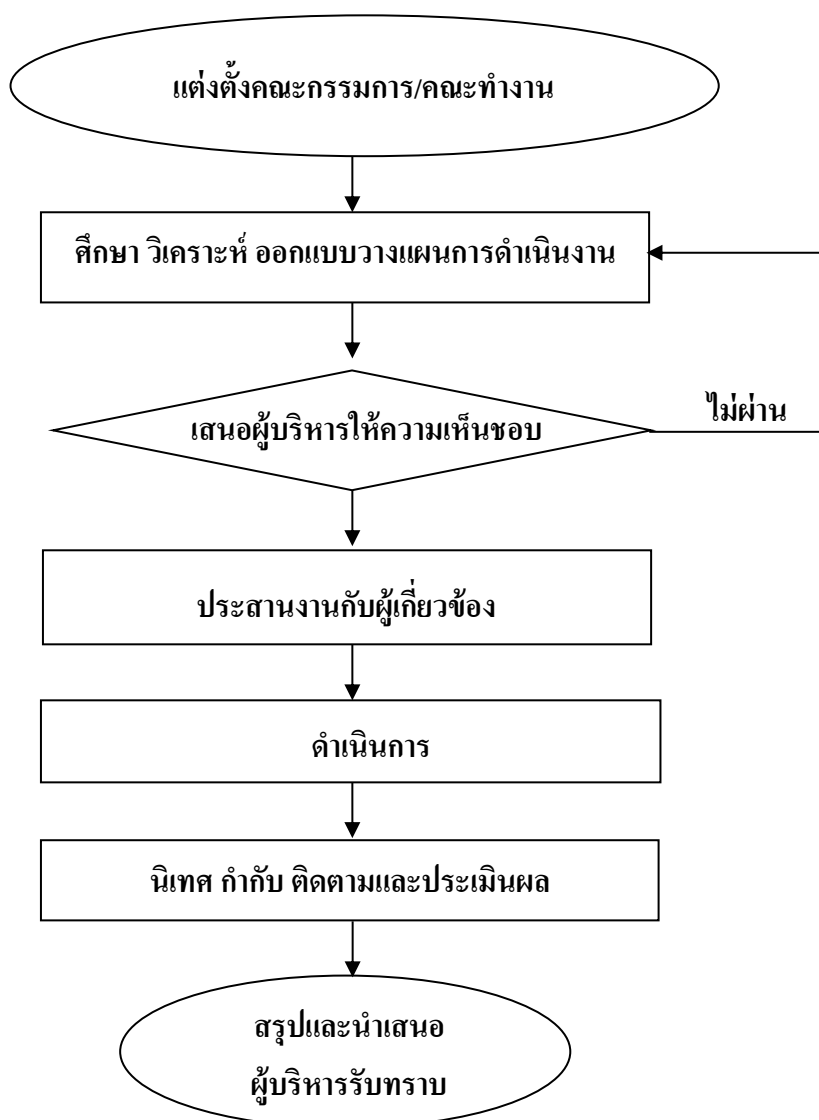 แต่งตั้งคณะกรรมการ/คณะทำงาน
ศึกษา วิเคราะห์ ออกแบบวางแผนการดำเนินงาน
เสนอผู้บริหารให้ความเห็นชอบ
ไม่ผ่าน
ประสานงานกับผู้เกี่ยวข้อง
ดำเนินการ
นิเทศ กำกับ ติดตามและประเมินผล
สรุปและนำเสนอ
ผู้บริหารรับทราบ